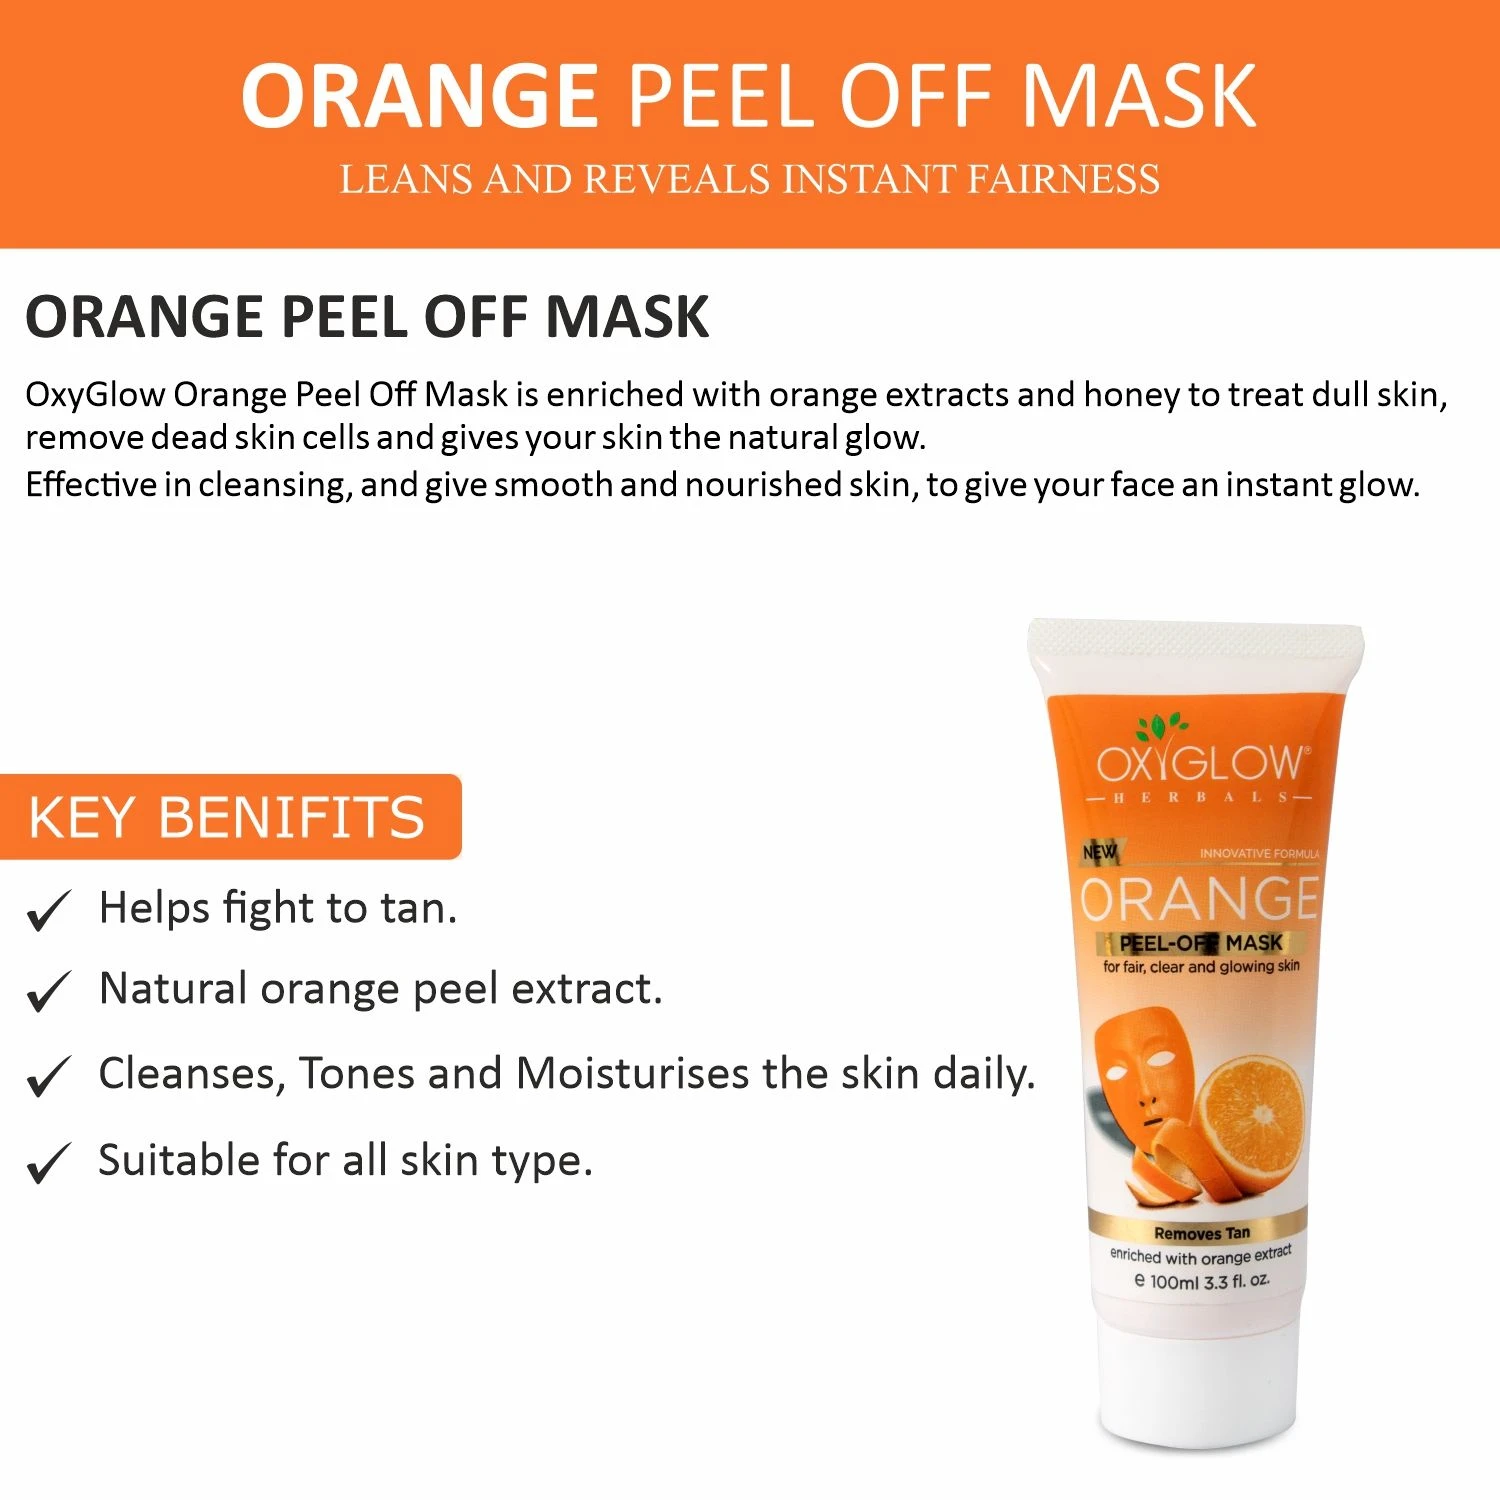 ORANGE PEEL OFF MASK
LEANS AND REVEALS INSTANT FAIRNESS
ORANGE PEEL OFF MASK
OxyGlow Orange Peel Off Mask is enriched with orange extracts and honey to treat dull skin,
remove dead skin cells and gives your skin the natural glow.
Effective in cleansing, and give smooth and nourished skin, to give your face an instant glow.
KEY BENIFITS
✓ Helps fight to tan.
✓ Natural orange peel extract.
✓ Cleanses, Tones and Moisturises the skin daily.
✓ Suitable for all skin type.
OXYGLOW®
HERBALS
NEW INNOVATIVE FORMULA
ORANGE
PEEL-OFF MASK
for fair, clear and glowing skin
Removes Tan
enriched with orange extract
e 100ml 3.3 fl. oz.